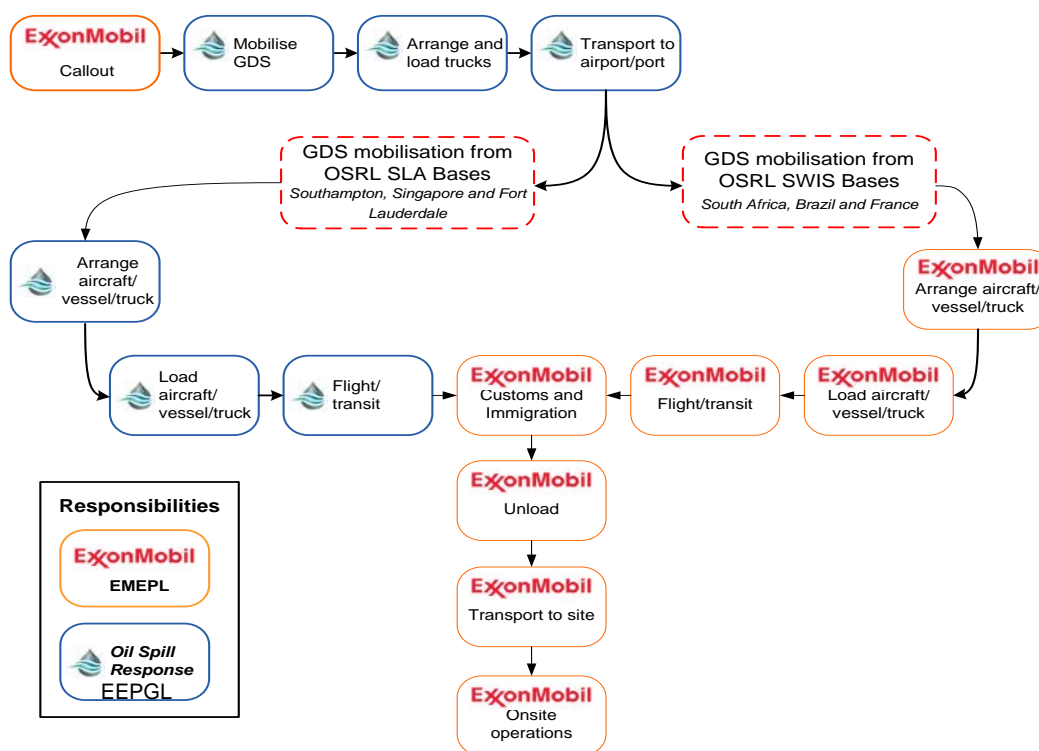 ExxonMobil
Callout
Mobilise
GDS
Arrange and
load trucks
Transport to
airport/port
GDS mobilisation from
OSRL SLA Bases
Southampton, Singapore and Fort
Lauderdale
GDS mobilisation from
OSRL SWIS Bases
South Africa, Brazil and France
Arrange
aircraft/
vessel/truck
ExxonMobil
Arrange aircraft/
vessel/truck
Load
aircraft/
vessel/truck
Flight/
transit
ExxonMobil
Customs and
Immigration
ExxonMobil
Flight/transit
ExxonMobil
Load aircraft/
vessel/truck
ExxonMobil
Unload
ExxonMobil
Transport to site
ExxonMobil
Onsite
operations
Responsibilities
ExxonMobil
EMEPL
Oil Spill
Response
EEPGL